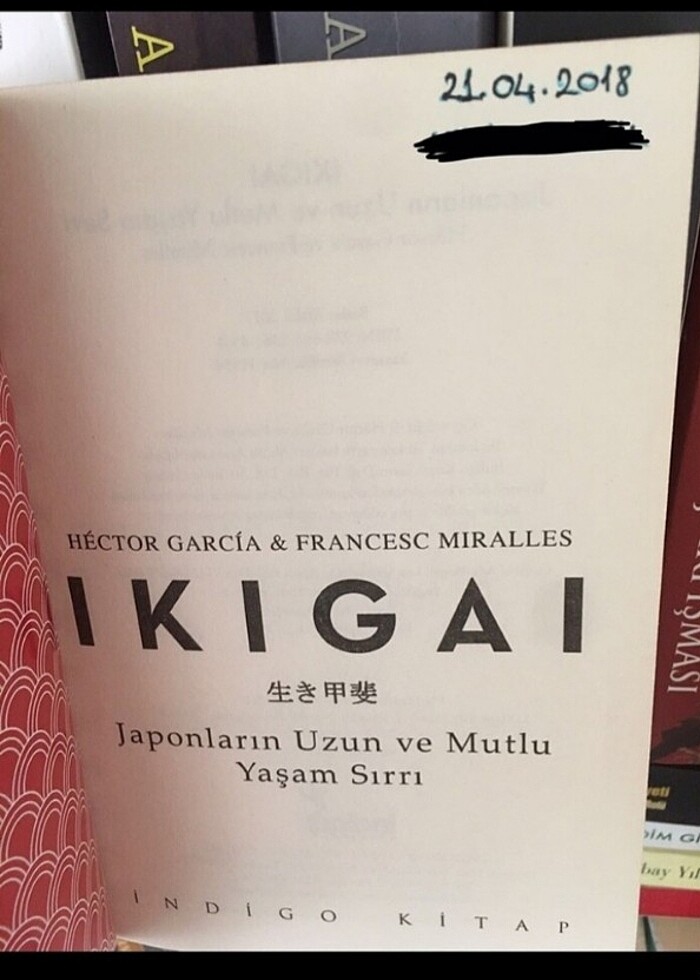 A
A
21.04.2018
HÉCTOR GARCÍA & FRANCESC MIRALLES
IKIGAI
生き甲斐
Japonların Uzun ve Mutlu
Yaşam Sırrı
İNDİGO KİTAP